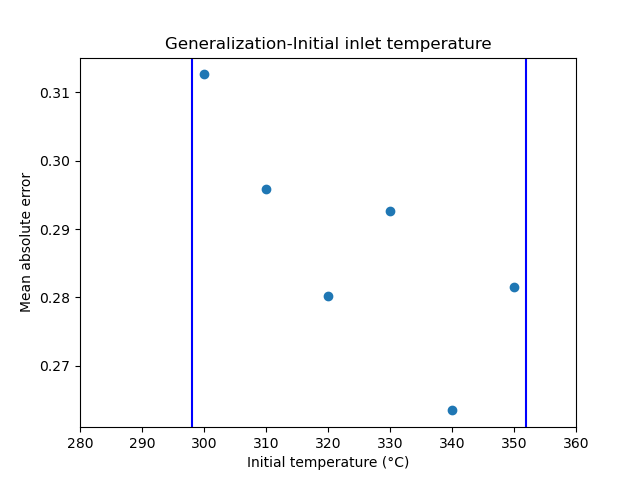 Generalization-Initial inlet temperature
Mean absolute error
0.31
0.30
0.29
0.28
0.27
280 290 300 310 320 330 340 350 360
Initial temperature (°C)